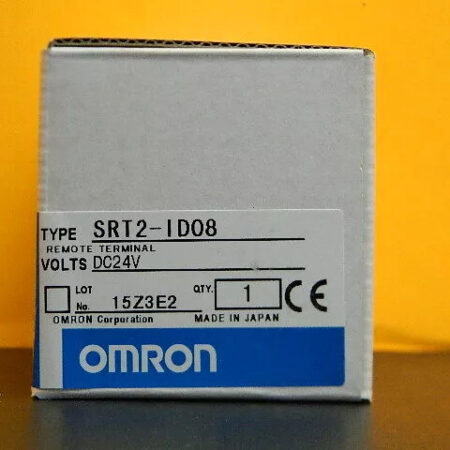 TYPE SRT2-ID08
REMOTE TERMINAL
VOLTS DC24V
LOT No. 15Z3E2 QTY. 1 CE
OMRON Corporation MADE IN JAPAN
OMRON